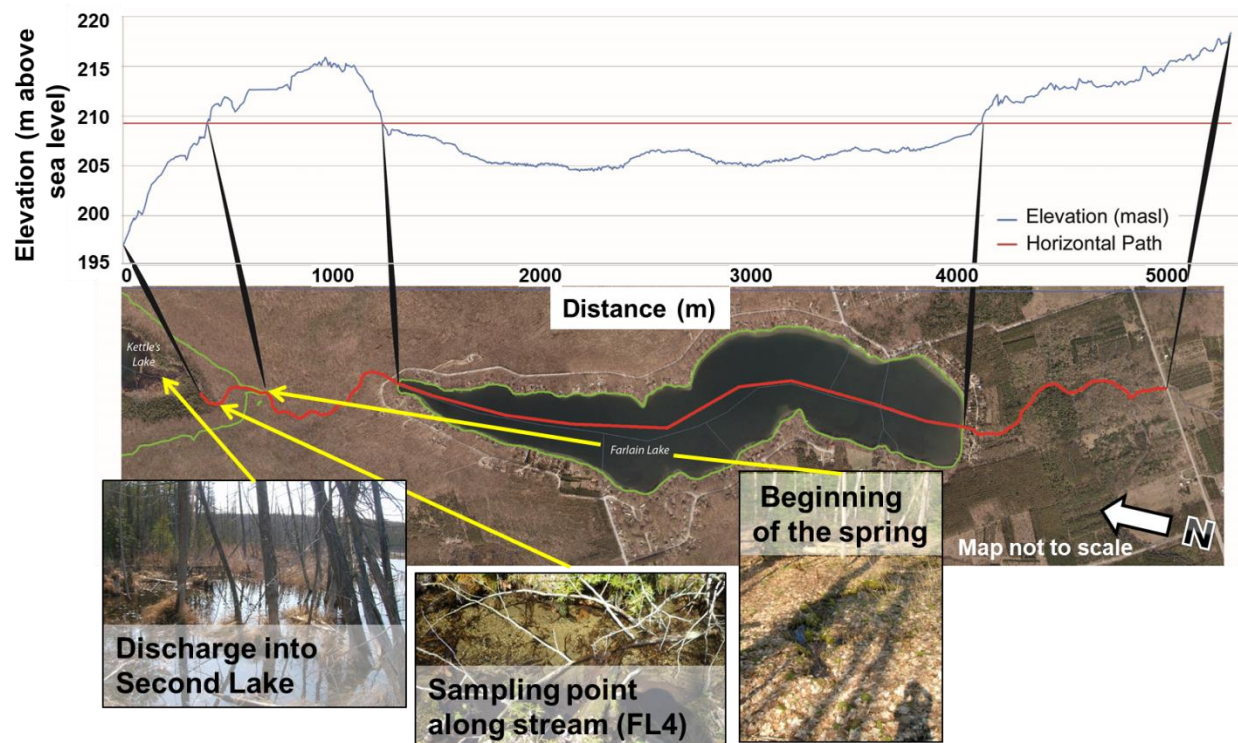 220
215
210
205
200
195
Elevation (m above
sea level)
Elevation (masl)
Horizontal Path
0
1000
2000
3000
4000
5000
Distance (m)
Kettle's
Lake
Farlain Lake
Beginning
of the spring
Map not to scale
N
Discharge into
Second Lake
Sampling point
along stream (FL4)